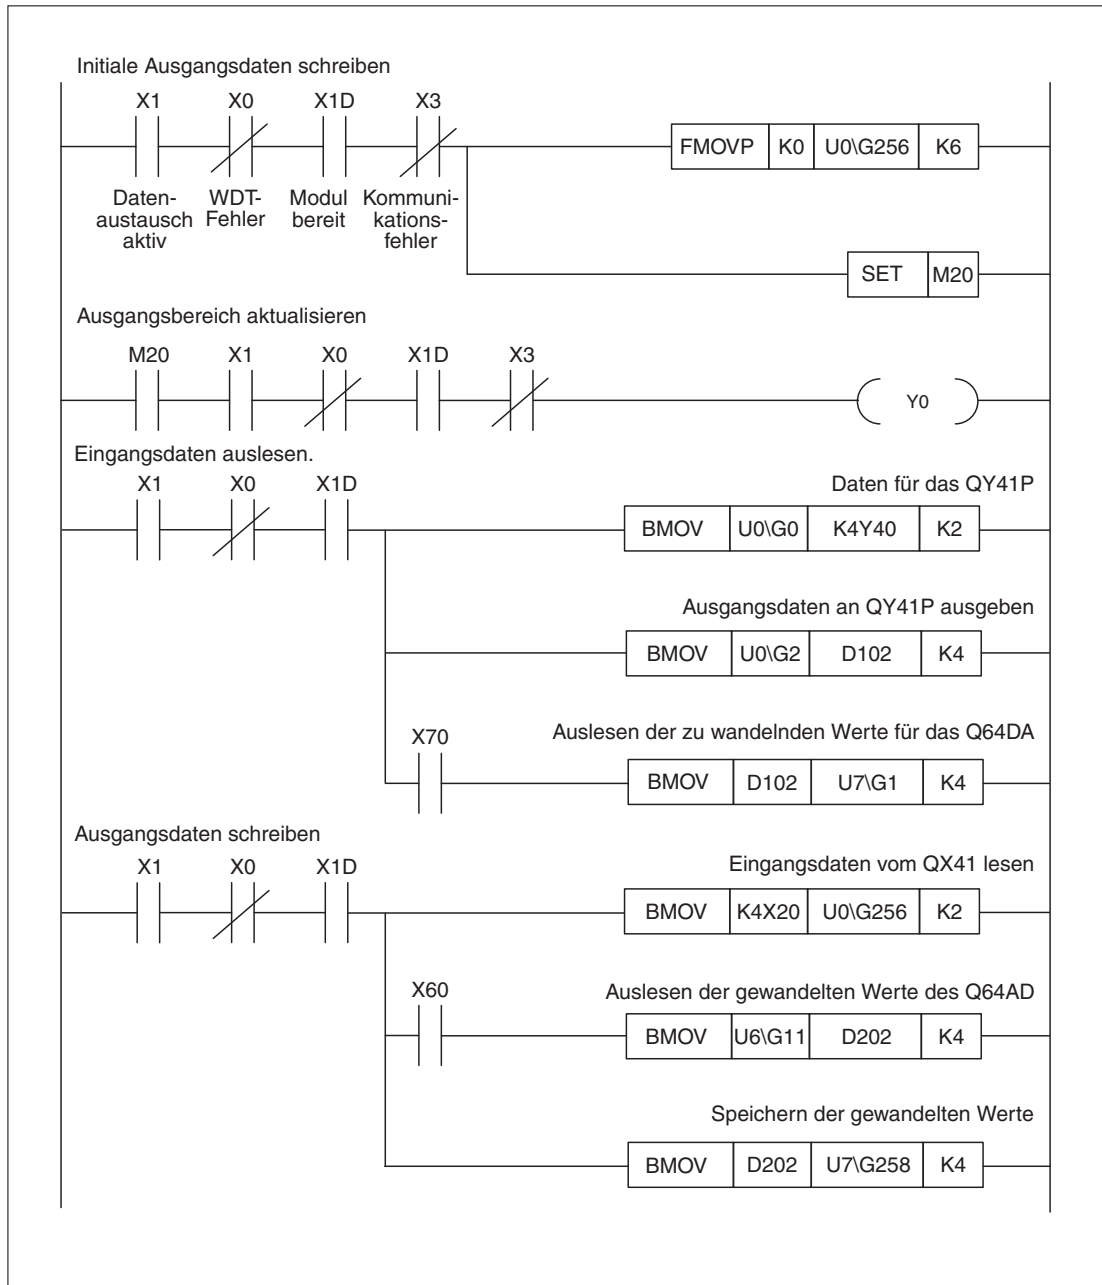 Initiale Ausgangsdaten schreiben
X1 X0 X1D X3
FMOVP K0 U0\G256 K6
Daten- WDT- Modul Kommuni-
austausch Fehler bereit kations-
aktiv fehler
SET M20
Ausgangsbereich aktualisieren
M20 X1 X0 X1D X3
Y0
Eingangsdaten auslesen.
X1 X0 X1D
Daten für das QY41P
BMOV U0\G0 K4Y40 K2
Ausgangsdaten an QY41P ausgeben
BMOV U0\G2 D102 K4
X70
Auslesen der zu wandelnden Werte für das Q64DA
BMOV D102 U7\G1 K4
Ausgangsdaten schreiben
X1 X0 X1D
Eingangsdaten vom QX41 lesen
BMOV K4X20 U0\G256 K2
X60
Auslesen der gewandelten Werte des Q64AD
BMOV U6\G11 D202 K4
Speichern der gewandelten Werte
BMOV D202 U7\G258 K4